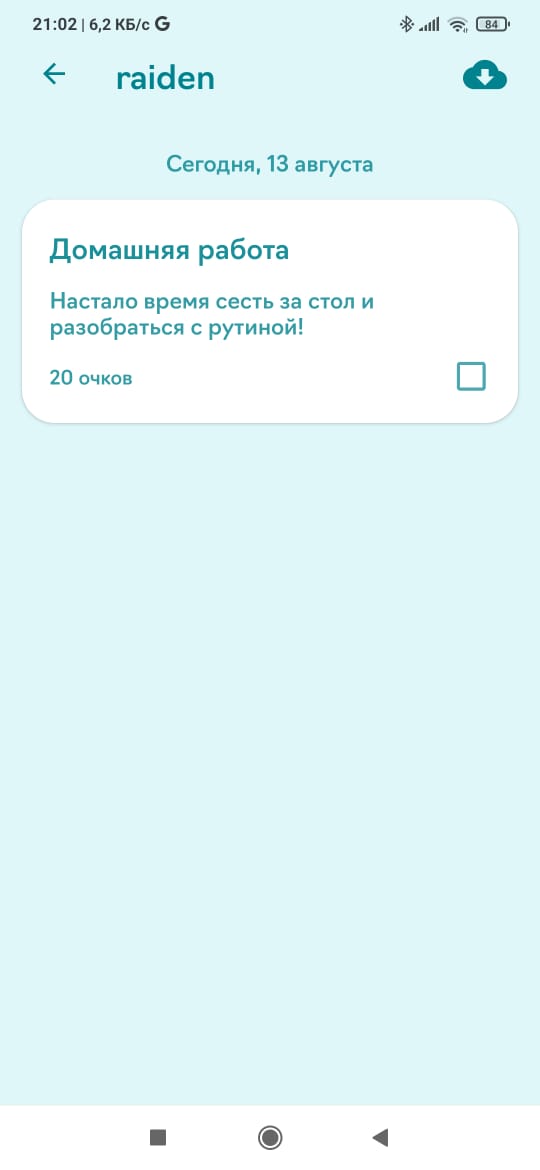 21:02 | 6,2 КБ/с G
84
raiden
Сегодня, 13 августа
Домашняя работа
Настало время сесть за стол и
разобраться с рутиной!
20 очков